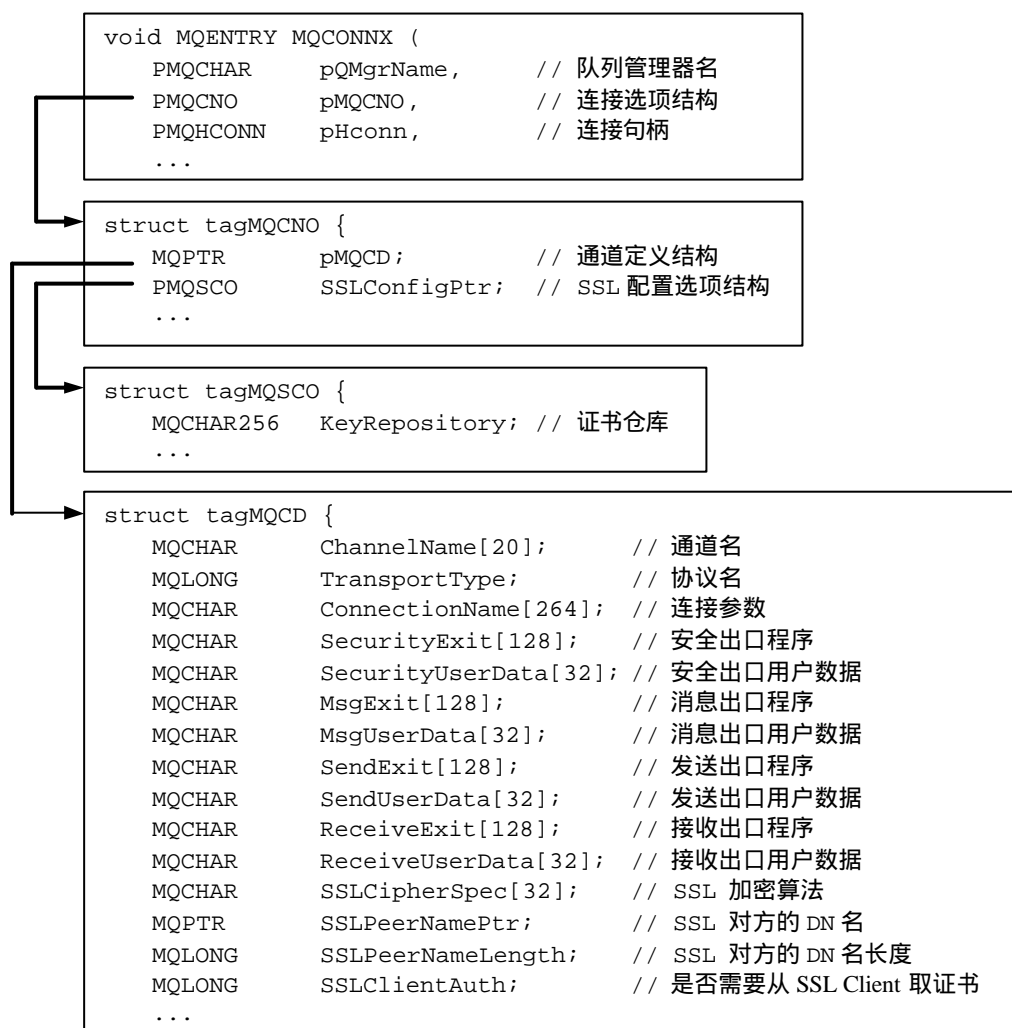 void MQENTRY MQCONNX (
PMQCHAR pQMgrName, // 队列管理器名
PMQCNO pMQCNO, // 连接选项结构
PMQHCONN pHconn, // 连接句柄
...
struct tagMQCNO {
MQPTR pMQCD; // 通道定义结构
PMQSCO SSLConfigPtr; // SSL 配置选项结构
...
struct tagMQSCO {
MQCHAR256 KeyRepository; // 证书仓库
...
struct tagMQCD {
MQCHAR ChannelName[20]; // 通道名
MQLONG TransportType; // 协议名
MQCHAR ConnectionName[264]; // 连接参数
MQCHAR SecurityExit[128]; // 安全出口程序
MQCHAR SecurityUserData[32]; // 安全出口用户数据
MQCHAR MsgExit[128]; // 消息出口程序
MQCHAR MsgUserData[32]; // 消息出口用户数据
MQCHAR SendExit[128]; // 发送出口程序
MQCHAR SendUserData[32]; // 发送出口用户数据
MQCHAR ReceiveExit[128]; // 接收出口程序
MQCHAR ReceiveUserData[32]; // 接收出口用户数据
MQCHAR SSLCipherSpec[32]; // SSL 加密算法
MQPTR SSLPeerNamePtr; // SSL 对方的 DN 名
MQLONG SSLPeerNameLength; // SSL 对方的 DN 名长度
MQLONG SSLClientAuth; // 是否需要从 SSL Client 取证书
...